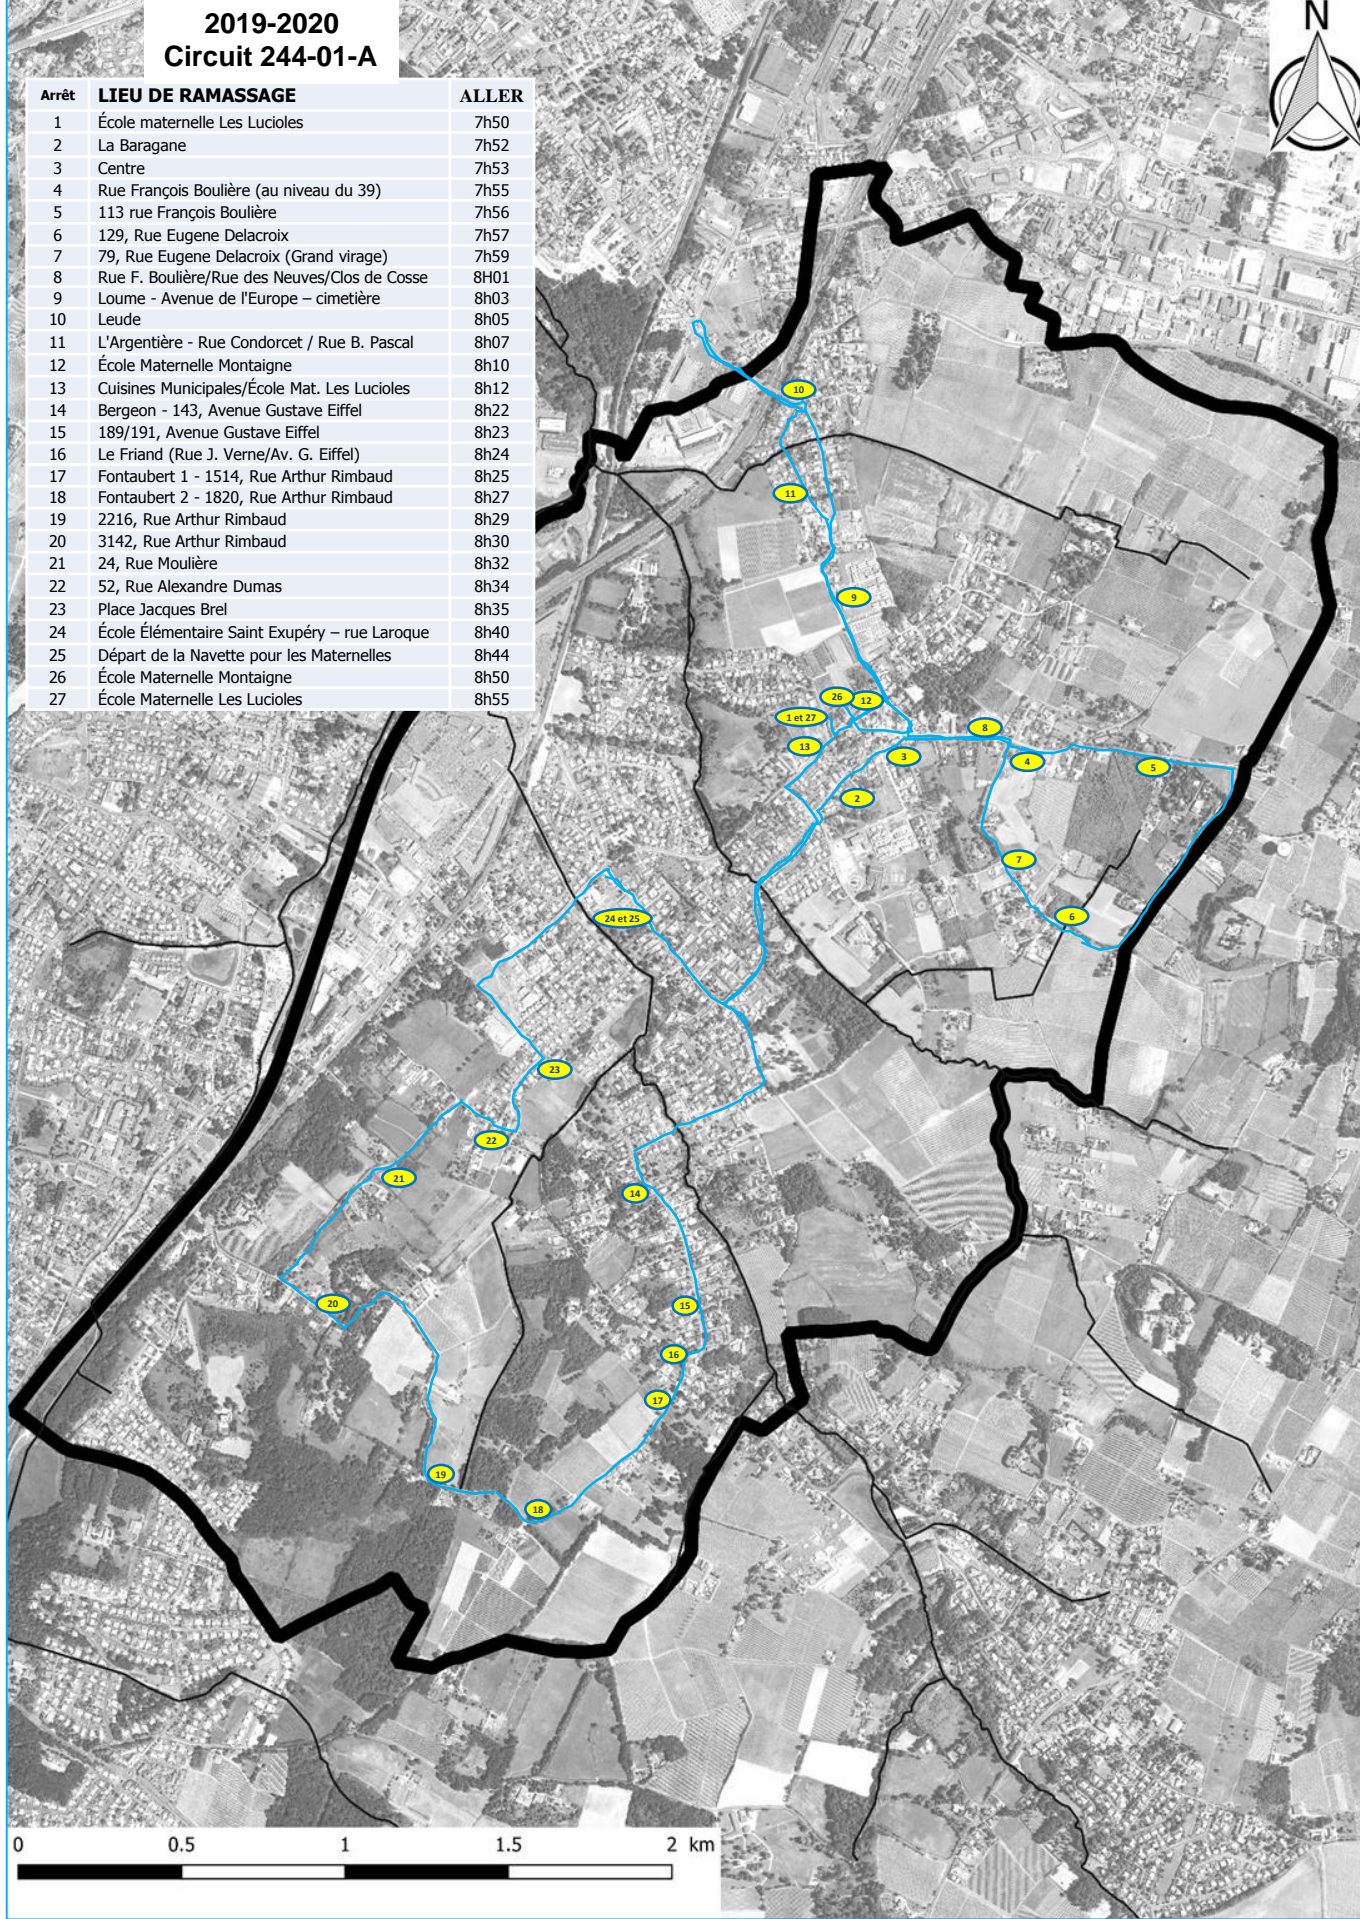 2019-2020
Circuit 244-01-A
N
Arrêt LIEU DE RAMASSAGE ALLER
1 École maternelle Les Lucioles 7h50
2 La Baragane 7h52
3 Centre 7h53
4 Rue François Boulière (au niveau du 39) 7h55
5 113 rue François Boulière 7h56
6 129, Rue Eugene Delacroix 7h57
7 79, Rue Eugene Delacroix (Grand virage) 7h59
8 Rue F. Boulière/Rue des Neuves/Clos de Cosse 8H01
9 Loume - Avenue de l'Europe – cimetière 8h03
10 Leude 8h05
11 L'Argentière - Rue Condorcet / Rue B. Pascal 8h07
12 École Maternelle Montaigne 8h10
13 Cuisines Municipales/École Mat. Les Lucioles 8h12
14 Bergeon - 143, Avenue Gustave Eiffel 8h22
15 189/191, Avenue Gustave Eiffel 8h23
16 Le Friand (Rue J. Verne/Av. G. Eiffel) 8h24
17 Fontaubert 1 - 1514, Rue Arthur Rimbaud 8h25
18 Fontaubert 2 - 1820, Rue Arthur Rimbaud 8h27
19 2216, Rue Arthur Rimbaud 8h29
20 3142, Rue Arthur Rimbaud 8h30
21 24, Rue Moulière 8h32
22 52, Rue Alexandre Dumas 8h34
23 Place Jacques Brel 8h35
24 École Élémentaire Saint Exupéry – rue Laroque 8h40
25 Départ de la Navette pour les Maternelles 8h44
26 École Maternelle Montaigne 8h50
27 École Maternelle Les Lucioles 8h55
10
11
9
26
12
1 et 27
8
13
3
4
5
2
7
24 et 25
6
23
22
21
14
20
15
16
17
19
18
0 0.5 1 1.5 2 km